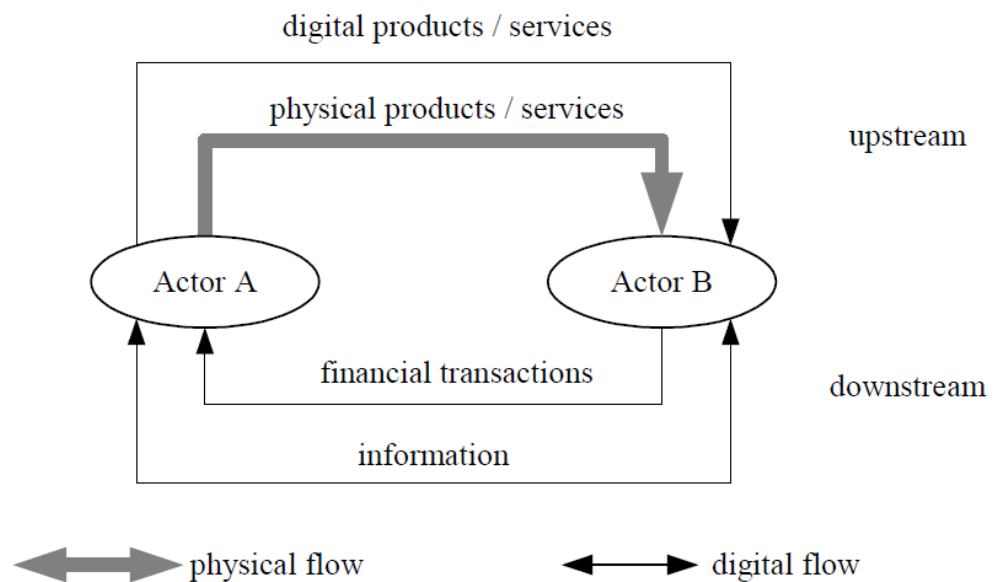 digital products / services
physical products / services
upstream
Actor A
Actor B
financial transactions
downstream
information
physical flow
digital flow